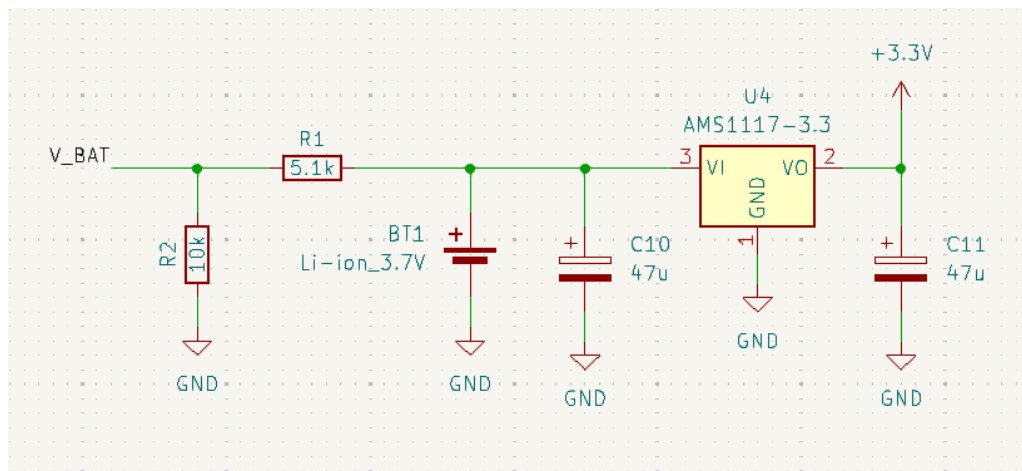 +3.3V
U4
AMS1117-3.3
R1
V_BAT
5.1k
3
VI
VO
2
GND
1
R2
10k
BT1
+
Li-ion_3.7V
+
C10
47u
+
C11
47u
GND
GND
GND
GND
GND